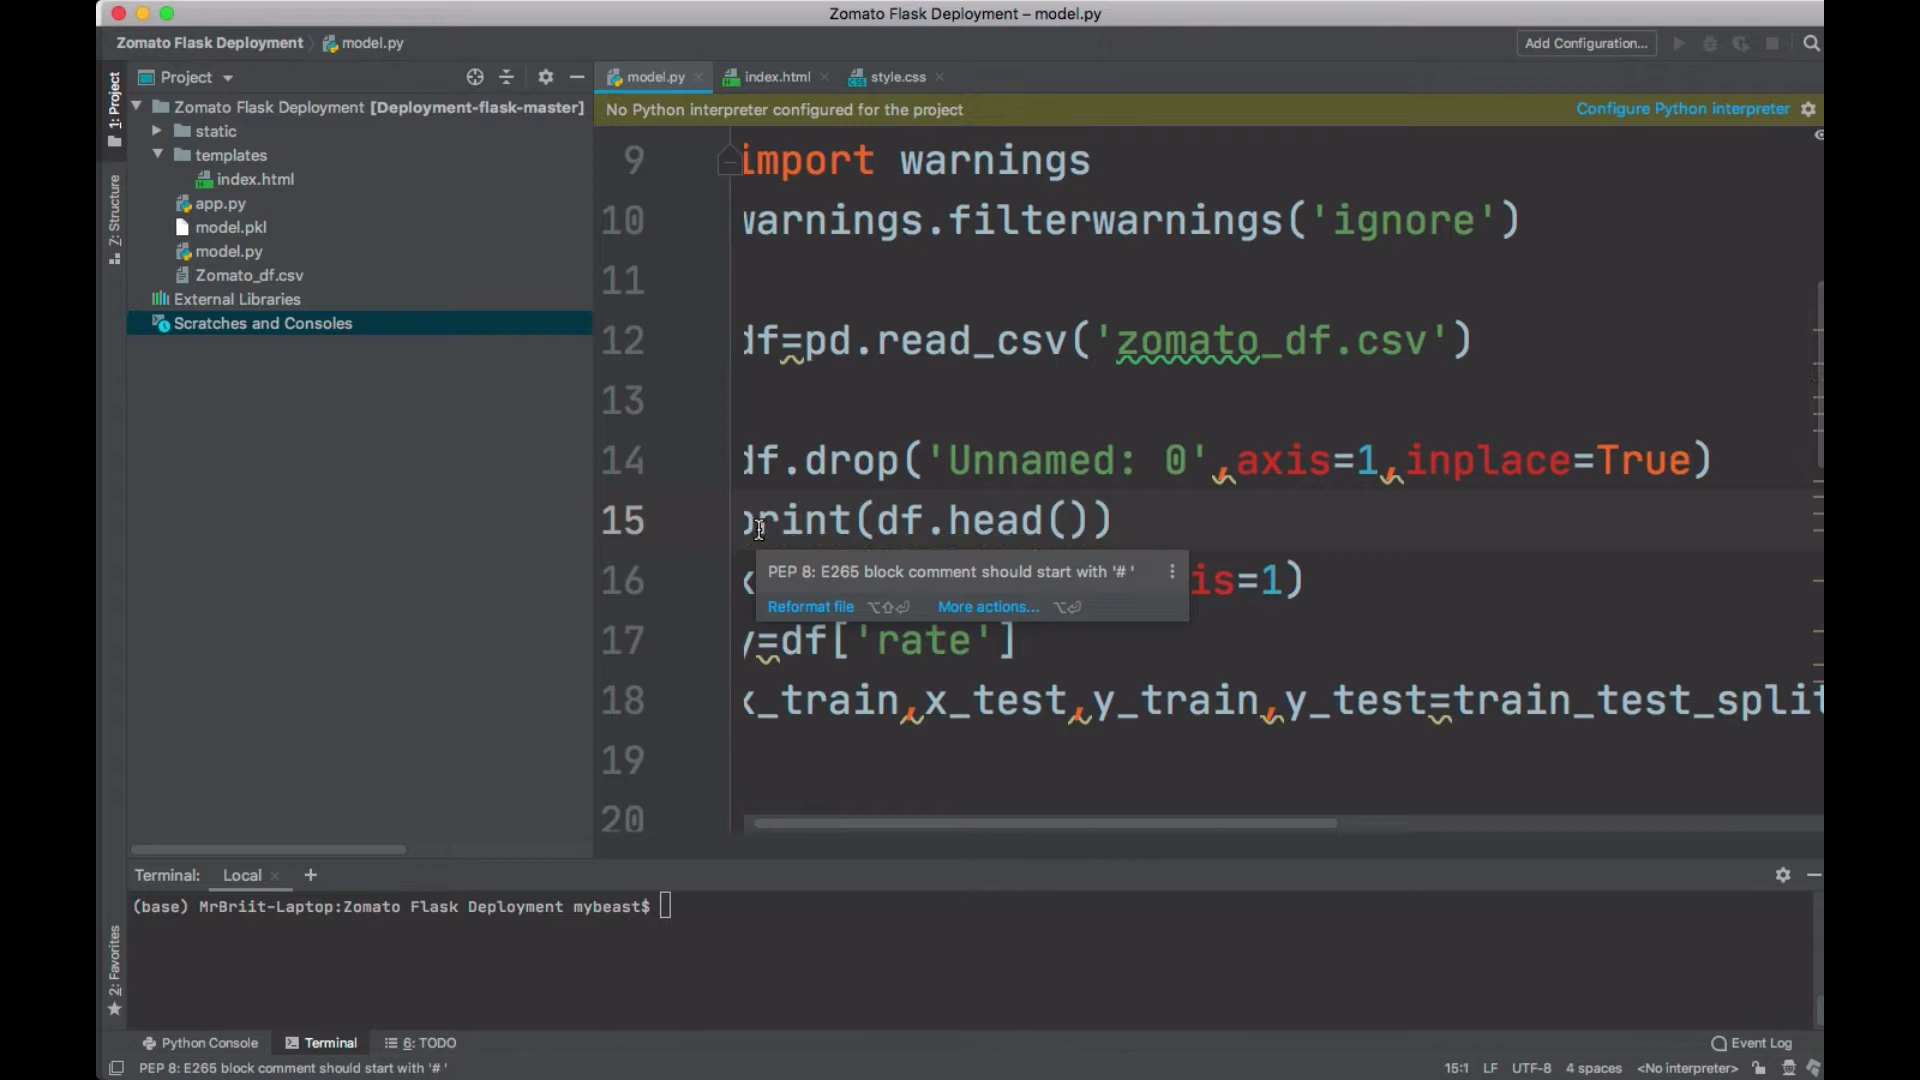 Zomato Flask Deployment – model.py
Zomato Flask Deployment
model.py
Add Configuration...
1: Project
Project
model.py
index.html
style.css
Zomato Flask Deployment [Deployment-flask-master]
No Python interpreter configured for the project
Configure Python interpreter
static
templates
index.html
app.py
model.pkl
model.py
Zomato_df.csv
External Libraries
Scratches and Consoles
Z: Structure
9 import warnings
10 warnings.filterwarnings('ignore')
11
12 df=pd.read_csv('zomato_df.csv')
13
14 df.drop('Unnamed: 0',axis=1,inplace=True)
15 print(df.head())
PEP 8: E265 block comment should start with '# '
Reformat file ⌥⇧⏎ More actions... ⌥⏎
16 x is=1)
17 y=df['rate']
18 x_train,x_test,y_train,y_test=train_test_split
19
20
Terminal: Local +
(base) MrBriit-Laptop:Zomato Flask Deployment mybeast$
2: Favorites
Python Console
Terminal
6: TODO
Event Log
PEP 8: E265 block comment should start with '# '
15:1 LF UTF-8 4 spaces <No interpreter>